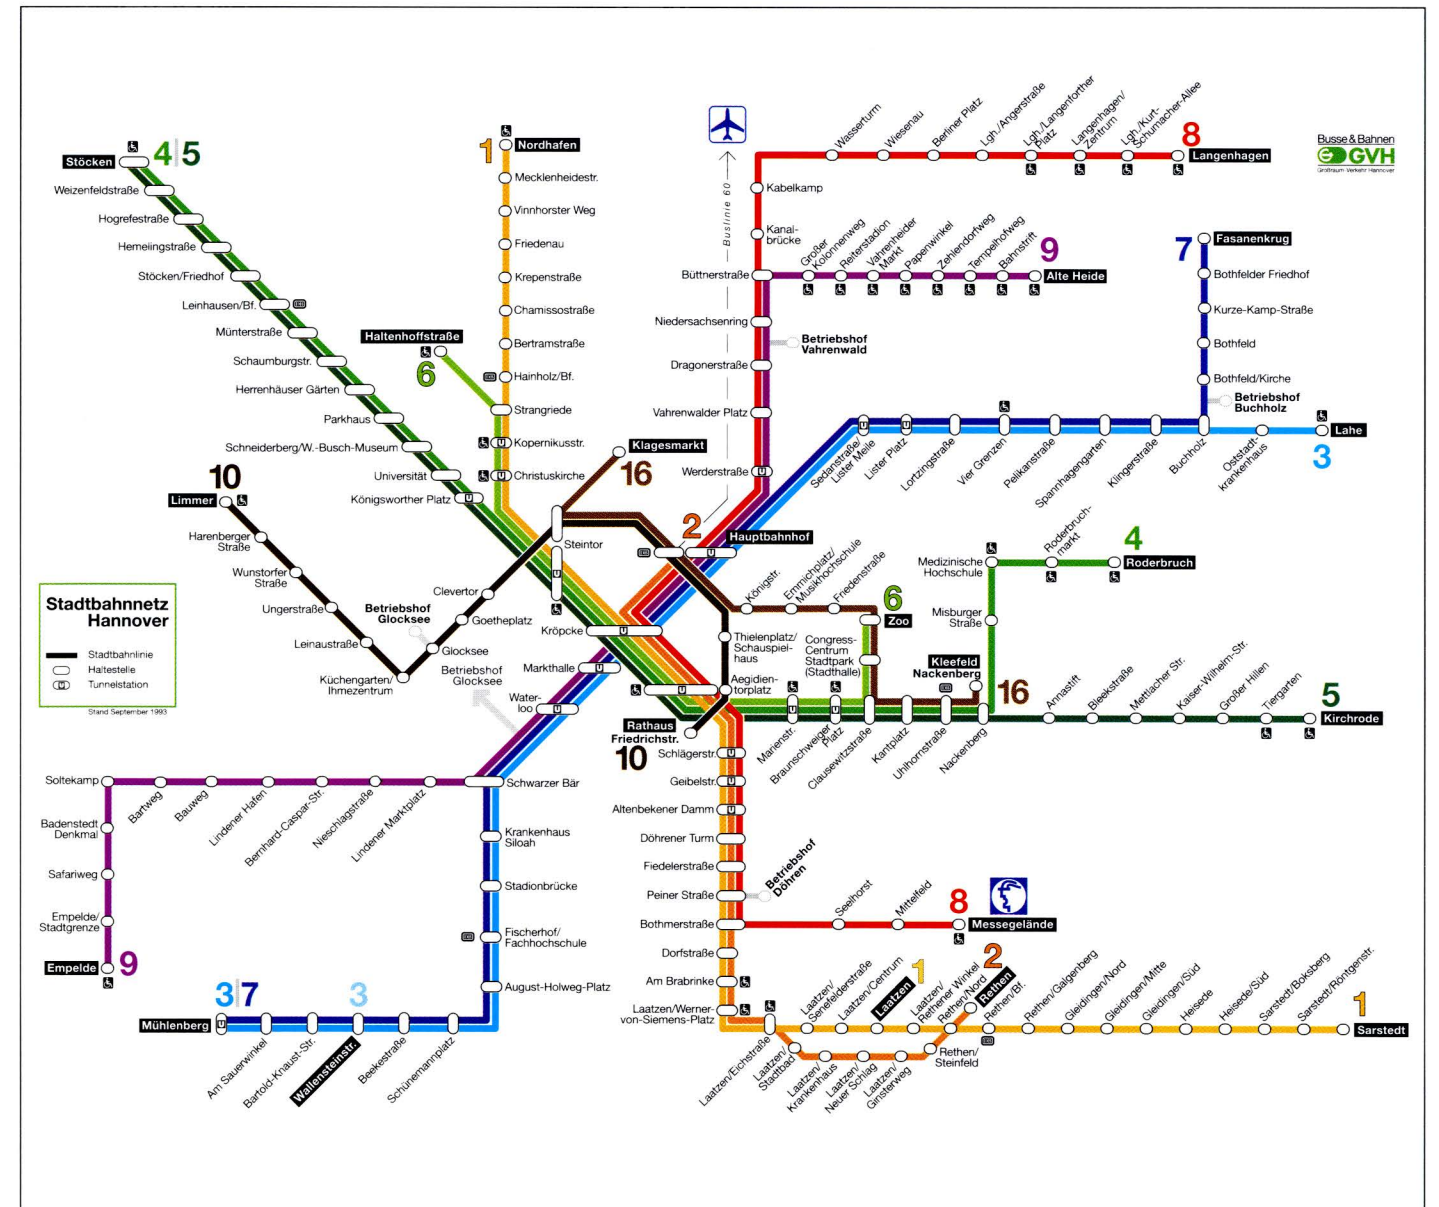 Stöcken
4|5
Weizenfeldstraße
Hogrefestraße
Hemelingstraße
Stöcken/Friedhof
Leinhausen/Bf.
Münterstraße
Schaumburgstr.
Herrenhäuser Gärten
Parkhaus
Schneiderberg/W.-Busch-Museum
Universität
Königsworther Platz
1
Nordhafen
Mecklenheidestr.
Vinnhorster Weg
Friedenau
Krepenstraße
Chamissostraße
Bertramstraße
Hainholz/Bf.
Haltenhoffstraße
6
Strangriede
Kopernikusstr.
Christuskirche
Klagesmarkt
16
10
Limmer
Harenberger
Straße
Wunstorfer
Straße
Ungerstraße
Leinaustraße
Küchengarten/
Ihmezentrum
Betriebshof
Glocksee
Glocksee
Goetheplatz
Clevertor
Steintor
Betriebshof
Glocksee
Buslinie 60
Wasserturm
Wiesenau
Berliner Platz
Lgh./Angerstraße
Lgh./Langenforther
Platz
Langenhagen/
Zentrum
Lgh./Kurt-
Schumacher-Allee
8
Langenhagen
Busse & Bahnen
GVH
Großraum Verkehr Hannover
Kabelkamp
Kanal-
brücke
Büttnerstraße
Großer
Kolonnenweg
Reiterstadion
Vahrenheider
Markt
Papenwinkel
Zehlendorfweg
Tempelhofweg
Bahnstrift
9
Alte Heide
Niedersachsenring
Betriebshof
Vahrenwald
Dragonerstraße
Vahrenwalder Platz
Werderstraße
7
Fasanenkrug
Bothfelder Friedhof
Kurze-Kamp-Straße
Bothfeld
Bothfeld/Kirche
Betriebshof
Buchholz
Sedanstraße/
Lister Meile
Lister Platz
Lortzingstraße
Vier Grenzen
Pelikanstraße
Spannhagengarten
Klingerstraße
Buchholz
Oststadt-
krankenhaus
Lahe
3
2
Hauptbahnhof
Königstr.
Emmichplatz/
Musikhochschule
Friedenstraße
6
Zoo
Congress-
Centrum
Stadtpark
(Stadthalle)
Thielenplatz/
Schauspiel-
haus
Aegidien-
torplatz
Kröpcke
Markthalle
Water-
loo
Rathaus
Friedrichstr.
10
Medizinische
Hochschule
Roderbruch-
markt
4
Roderbruch
Misburger
Straße
Kleefeld
Nackenberg
16
Marienstr.
Braunschweiger
Platz
Clausewitzstraße
Kantplatz
Uhlhornstraße
Nackenberg
Annastift
Bleekstraße
Mettlacher Str.
Kaiser-Wilhelm-Str.
Großer Hillen
Tiergarten
5
Kirchrode
Stadtbahnnetz
Hannover
Stadtbahnlinie
Haltestelle
Tunnelstation
Stand September 1993
Soltekamp
Bartweg
Bauweg
Lindener Hafen
Bernhard-Caspar-Str.
Nieschlagstraße
Lindener Marktplatz
Schwarzer Bär
Badenstedt
Denkmal
Safariweg
Empelde/
Stadtgrenze
Empelde
9
Krankenhaus
Siloah
Stadionbrücke
Fischerhof/
Fachhochschule
August-Holweg-Platz
3|7
3
Mühlenberg
Am Sauerwinkel
Bartold-Knaust-Str.
Wallensteinstr.
Beekestraße
Schünemannplatz
Schlägerstr.
Geibelstr.
Altenbekener Damm
Döhrener Turm
Fiedelerstraße
Peiner Straße
Betriebshof
Döhren
Bothmerstraße
Seelhorst
Mittelfeld
8
Messegelände
Dorfstraße
Am Brabrinke
Laatzen/Werner-
von-Siemens-Platz
Laatzen/Eichstraße
Laatzen/
Senefelderstraße
Laatzen/Centrum
Laatzen
1
Laatzen/
Rethener Winkel
Rethen/Nord
2
Rethen
Rethen/Bf.
Rethen/Galgenberg
Gleidingen/Nord
Gleidingen/Mitte
Gleidingen/Süd
Heisede
Heisede/Süd
Sarstedt/Boksberg
Sarstedt/Röntgenstr.
1
Sarstedt
Laatzen/
Stadtbad
Laatzen/
Krankenhaus
Laatzen/
Neuer Schlag
Laatzen/
Ginsterweg
Rethen/
Steinfeld